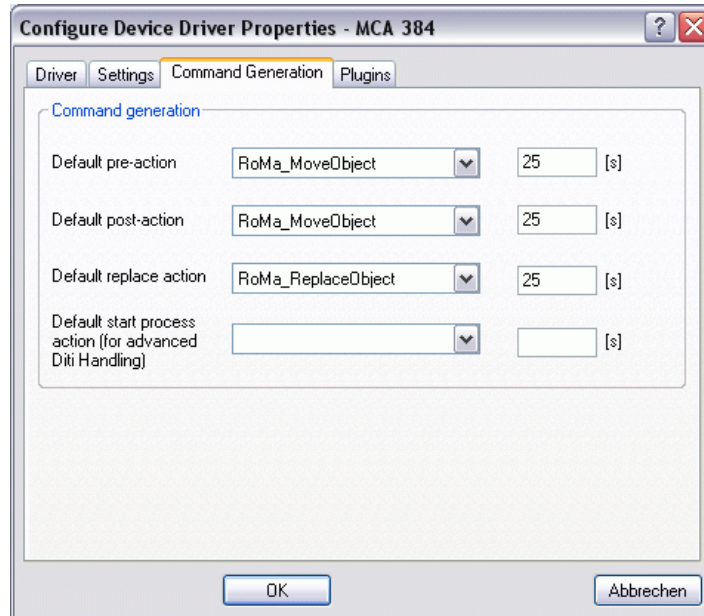 Configure Device Driver Properties - MCA 384
?
Driver Settings Command Generation Plugins
Command generation
Default pre-action RoMa_MoveObject 25 [s]
Default post-action RoMa_MoveObject 25 [s]
Default replace action RoMa_ReplaceObject 25 [s]
Default start process
action (for advanced
Diti Handling)
[s]
OK Abbrechen